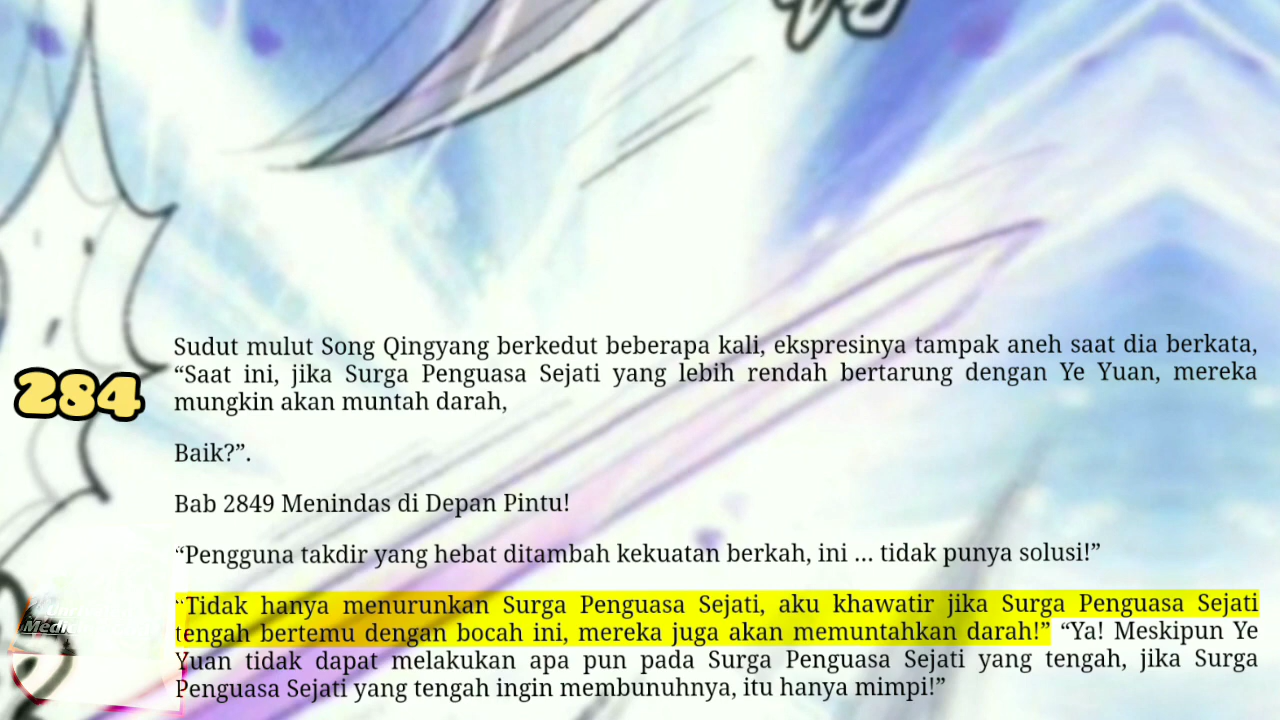 Sudut mulut Song Qingyang berkedut beberapa kali, ekspresinya tampak aneh saat dia berkata,
“Saat ini, jika Surga Penguasa Sejati yang lebih rendah bertarung dengan Ye Yuan, mereka
284
mungkin akan muntah darah,
Baik?”.
Bab 2849 Menindas di Depan Pintu!
“Pengguna takdir yang hebat ditambah kekuatan berkah, ini ... tidak punya solusi!”
“Tidak hanya menurunkan Surga Penguasa Sejati, aku khawatir jika Surga Penguasa Sejati
tengah bertemu dengan bocah ini, mereka juga akan memuntahkan darah!” “Ya! Meskipun Ye
Yuan tidak dapat melakukan apa pun pada Surga Penguasa Sejati yang tengah, jika Surga
Penguasa Sejati yang tengah ingin membunuhnya, itu hanya mimpi!”